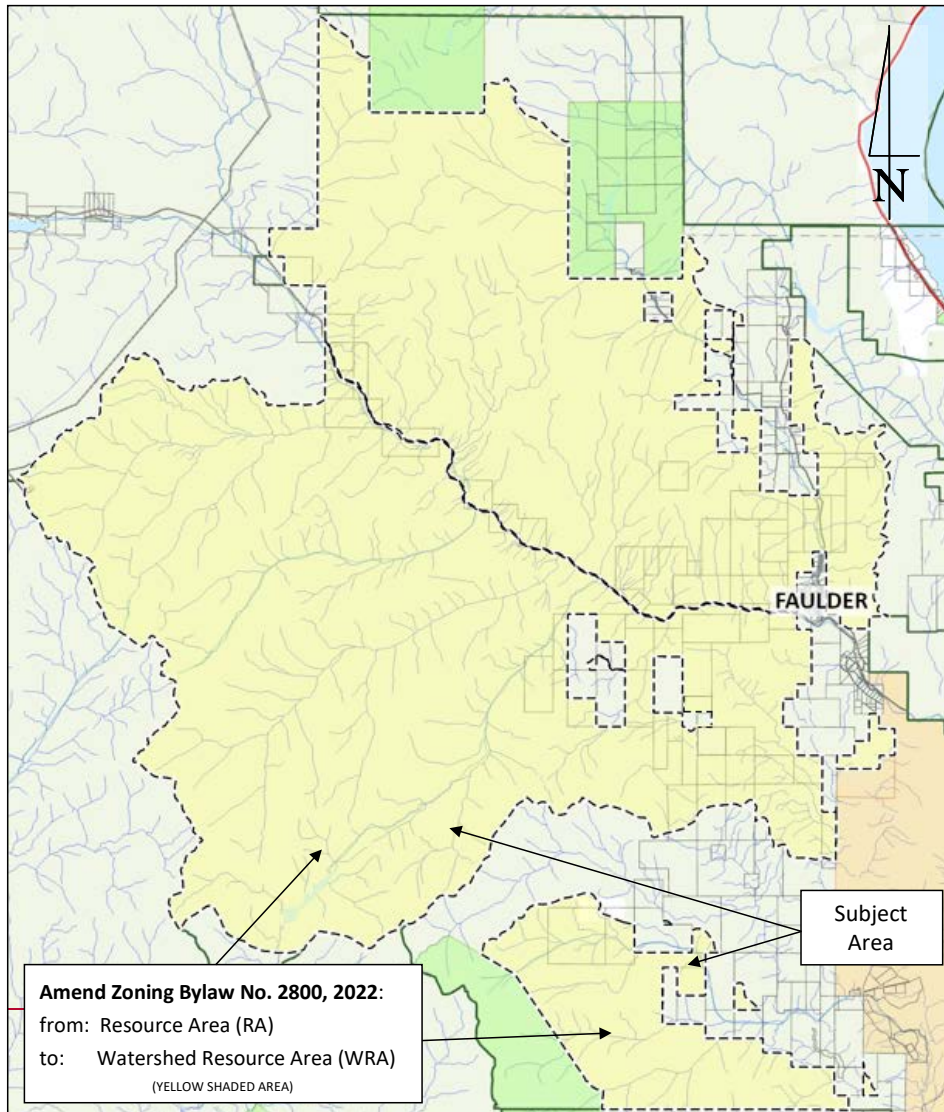 N
FAULDER
Subject
Area
Amend Zoning Bylaw No. 2800, 2022:
from: Resource Area (RA)
to: Watershed Resource Area (WRA)
(YELLOW SHADED AREA)